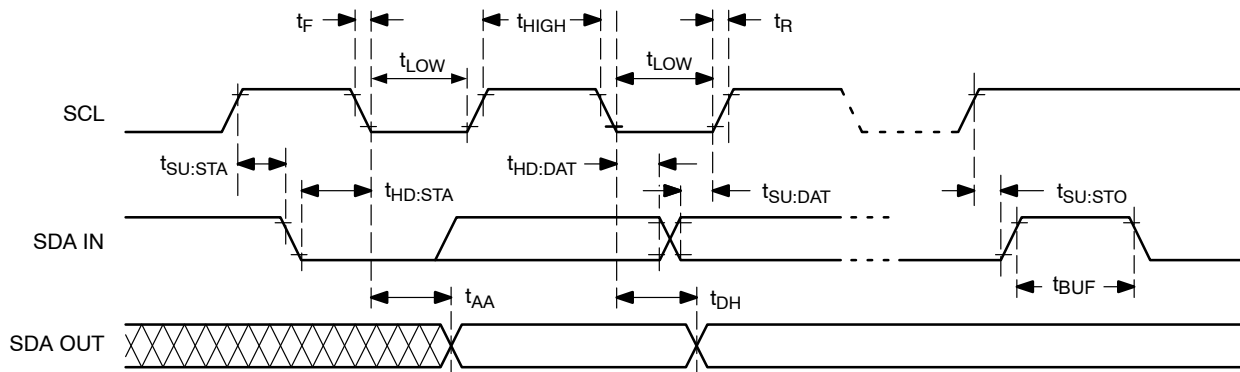 tF tHIGH tR
tLOW tLOW
SCL
tSU:STA tHD:DAT
tHD:STA tSU:DAT tSU:STO
SDA IN
tBUF
tAA tDH
SDA OUT